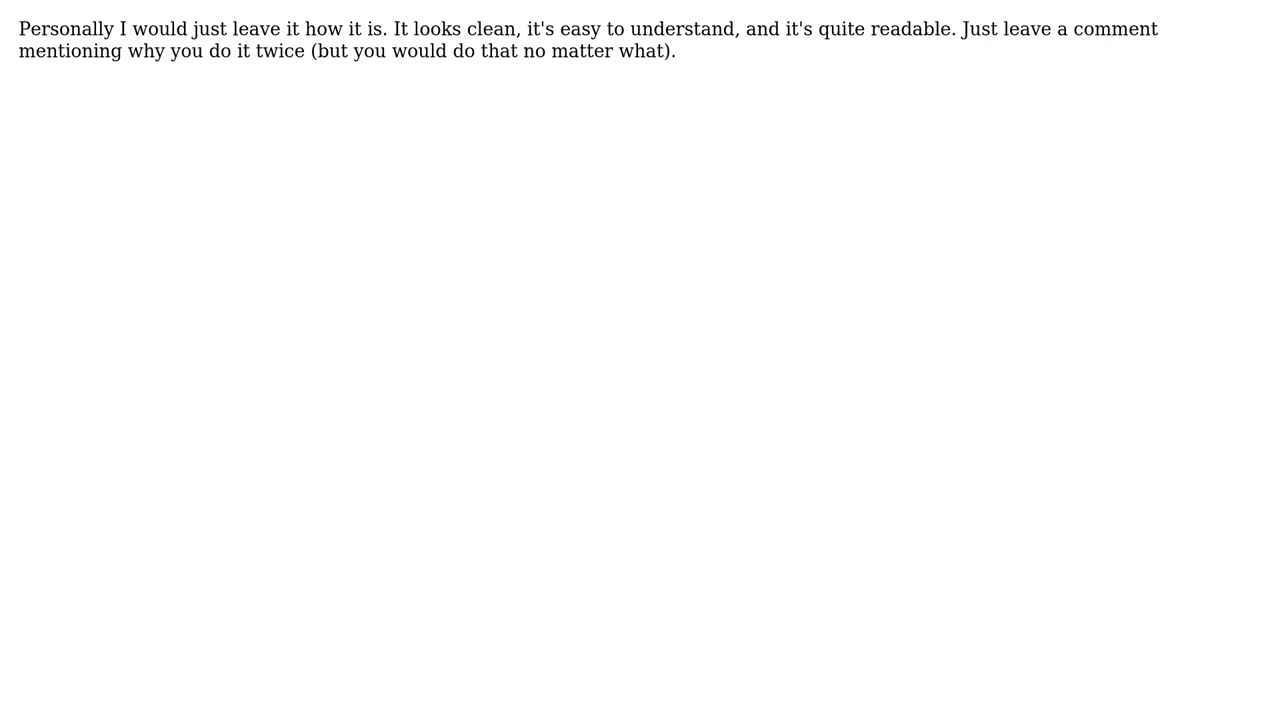 Personally I would just leave it how it is. It looks clean, it's easy to understand, and it's quite readable. Just leave a comment
mentioning why you do it twice (but you would do that no matter what).